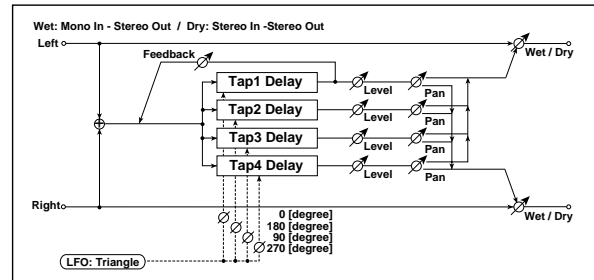 Wet: Mono In - Stereo Out / Dry: Stereo In -Stereo Out
Left
Wet / Dry
Feedback
Tap1 Delay
Level
Pan
Tap2 Delay
Level
Pan
Tap3 Delay
Level
Pan
Tap4 Delay
Level
Pan
Right
Wet / Dry
0 [degree]
180 [degree]
90 [degree]
270 [degree]
LFO: Triangle